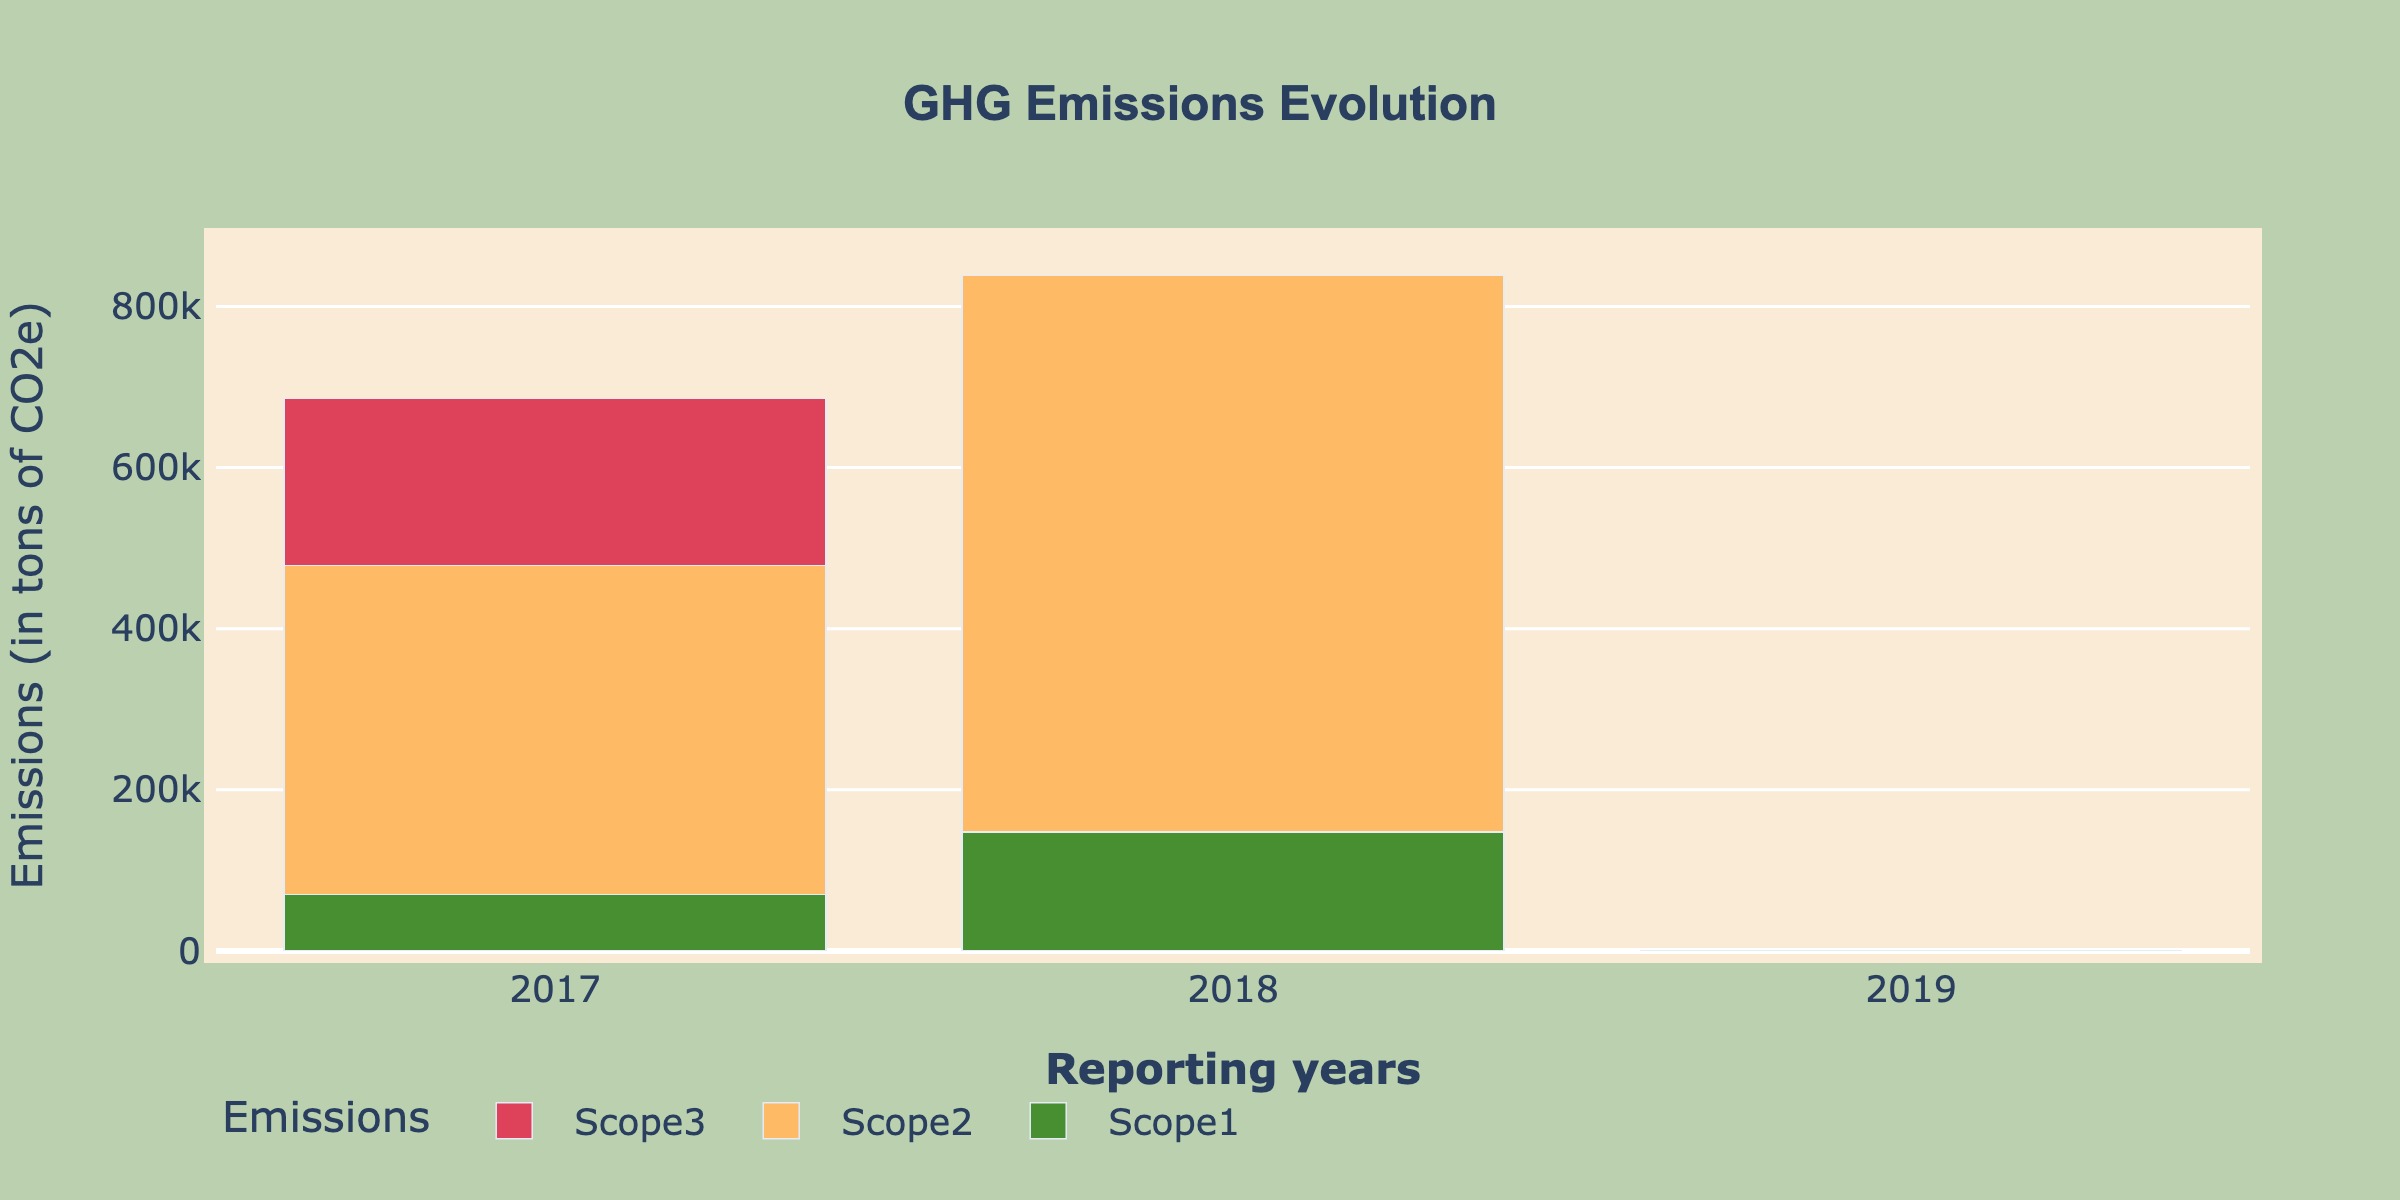 GHG Emissions Evolution
Emissions (in tons of CO2e)
800k
600k
400k
200k
0
2017 2018 2019
Reporting years
Emissions Scope3 Scope2 Scope1